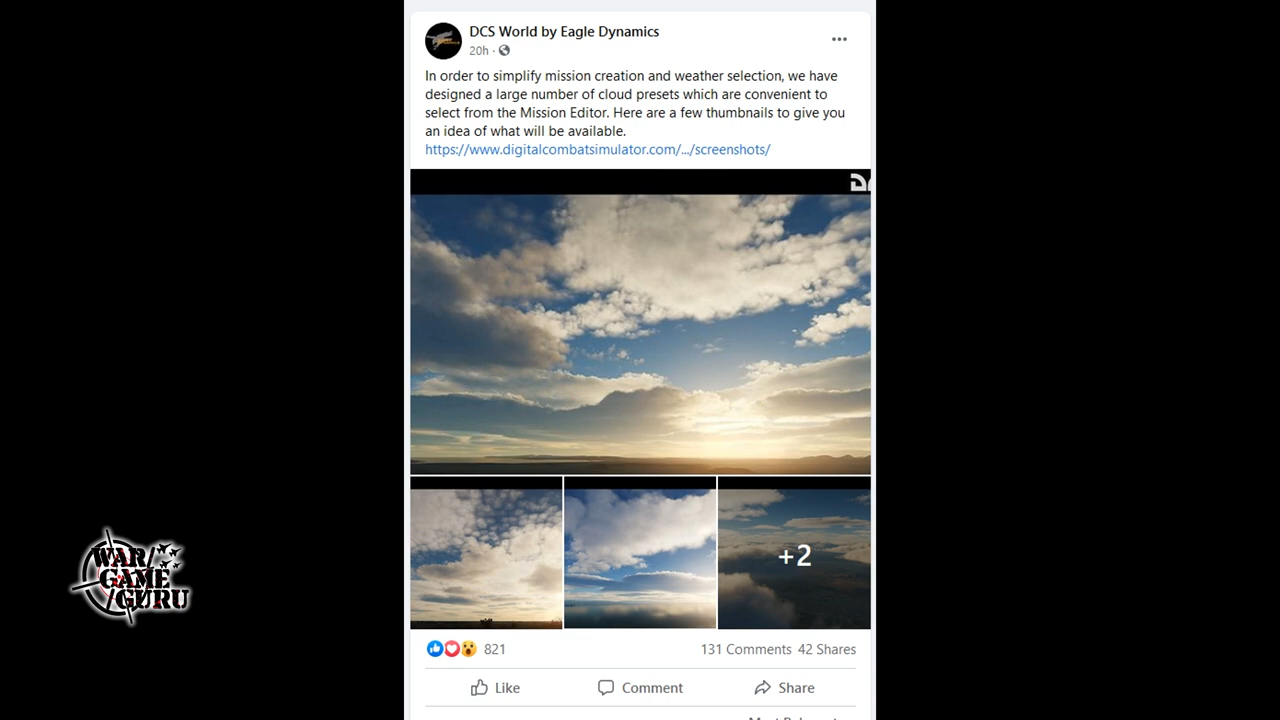 DCS World by Eagle Dynamics
20h ·
In order to simplify mission creation and weather selection, we have
designed a large number of cloud presets which are convenient to
select from the Mission Editor. Here are a few thumbnails to give you
an idea of what will be available.
https://www.digitalcombatsimulator.com/.../screenshots/
+2
WAR
GAME
GURU
821
131 Comments 42 Shares
Like Comment Share